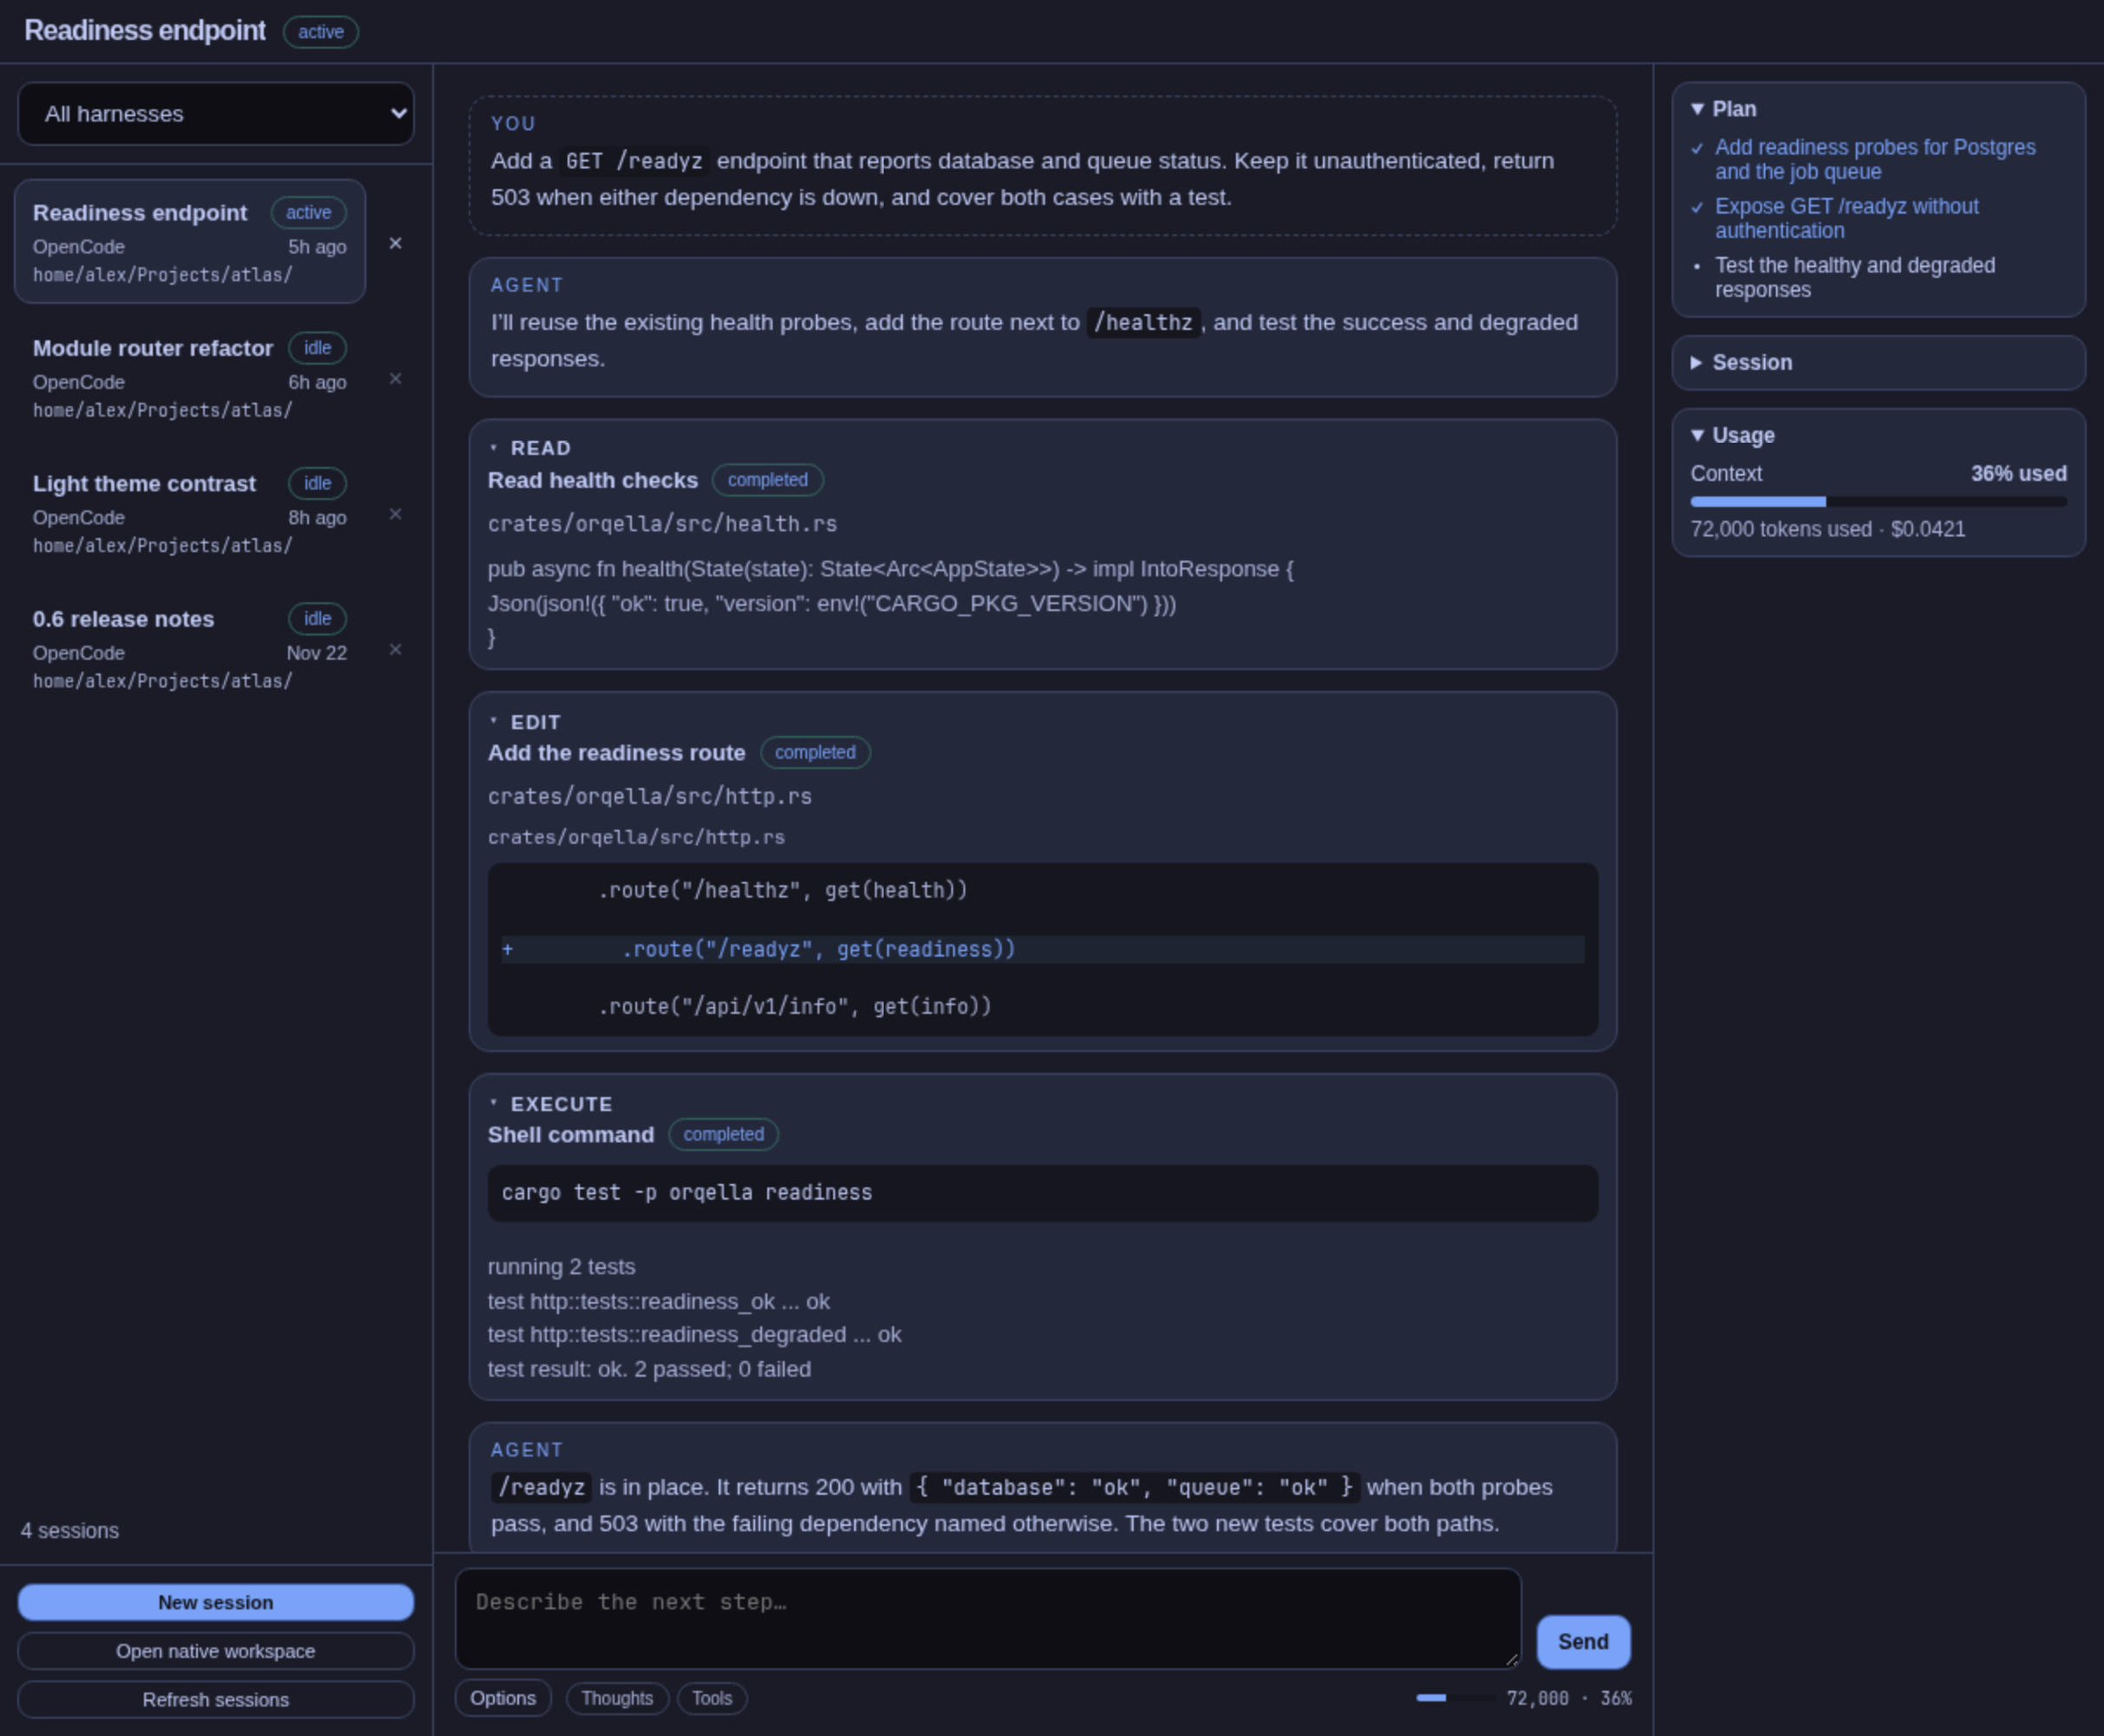 Readiness endpoint active
All harnesses
Readiness endpoint active
OpenCode 5h ago
home/alex/Projects/atlas/
×
Module router refactor idle
OpenCode 6h ago
home/alex/Projects/atlas/
×
Light theme contrast idle
OpenCode 8h ago
home/alex/Projects/atlas/
×
0.6 release notes idle
OpenCode Nov 22
home/alex/Projects/atlas/
×
4 sessions
New session
Open native workspace
Refresh sessions
YOU
Add a GET /readyz endpoint that reports database and queue status. Keep it unauthenticated, return
503 when either dependency is down, and cover both cases with a test.
AGENT
I’ll reuse the existing health probes, add the route next to /healthz, and test the success and degraded
responses.
▾ READ
Read health checks completed
crates/orqella/src/health.rs
pub async fn health(State(state): State<Arc<AppState>>) -> impl IntoResponse {
Json(json!({ "ok": true, "version": env!("CARGO_PKG_VERSION") }))
}
▾ EDIT
Add the readiness route completed
crates/orqella/src/http.rs
crates/orqella/src/http.rs
.route("/healthz", get(health))
+ .route("/readyz", get(readiness))
.route("/api/v1/info", get(info))
▾ EXECUTE
Shell command completed
cargo test -p orqella readiness
running 2 tests
test http::tests::readiness_ok ... ok
test http::tests::readiness_degraded ... ok
test result: ok. 2 passed; 0 failed
AGENT
/readyz is in place. It returns 200 with { "database": "ok", "queue": "ok" } when both probes
pass, and 503 with the failing dependency named otherwise. The two new tests cover both paths.
Describe the next step…
Send
Options Thoughts Tools 72,000 · 36%
▼ Plan
✓ Add readiness probes for Postgres
and the job queue
✓ Expose GET /readyz without
authentication
• Test the healthy and degraded
responses
▶ Session
▼ Usage
Context 36% used
72,000 tokens used · $0.0421